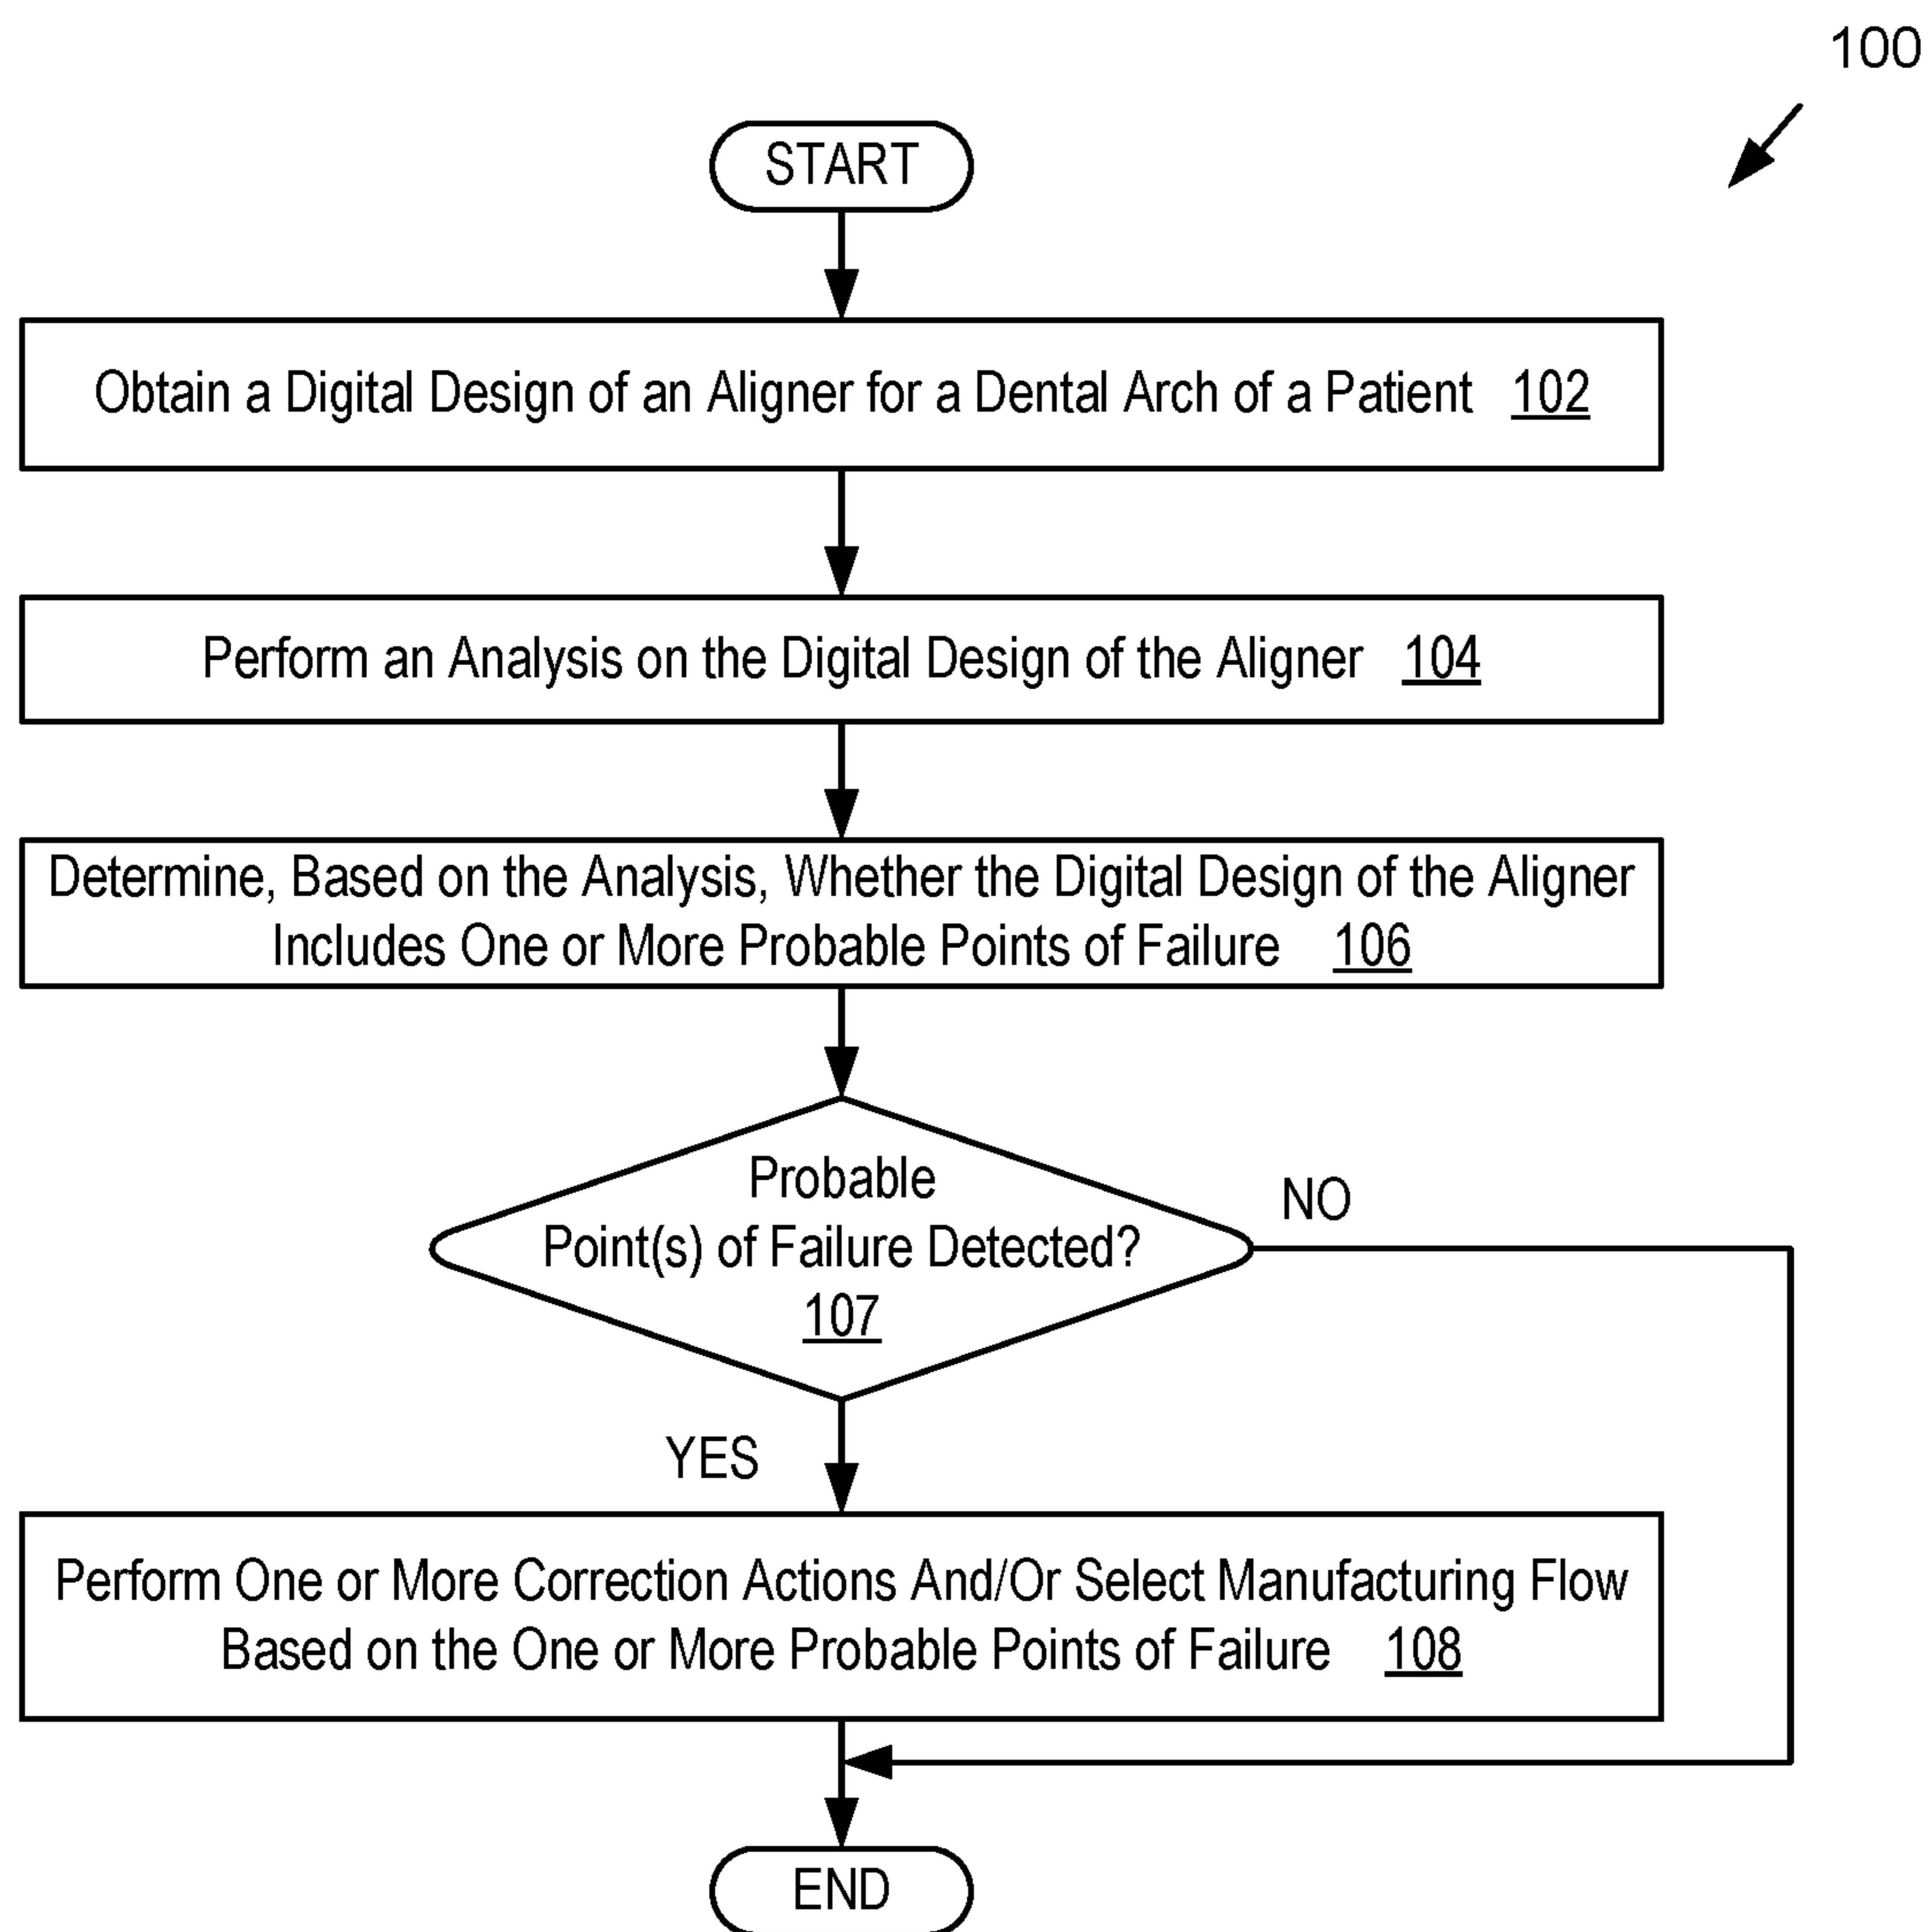 100
START
Obtain a Digital Design of an Aligner for a Dental Arch of a Patient 102
Perform an Analysis on the Digital Design of the Aligner 104
Determine, Based on the Analysis, Whether the Digital Design of the Aligner
Includes One or More Probable Points of Failure 106
Probable
Point(s) of Failure Detected?
107
NO
YES
Perform One or More Correction Actions And/Or Select Manufacturing Flow
Based on the One or More Probable Points of Failure 108
END